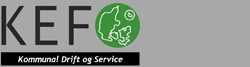 KEF
Kommunal Drift og Service